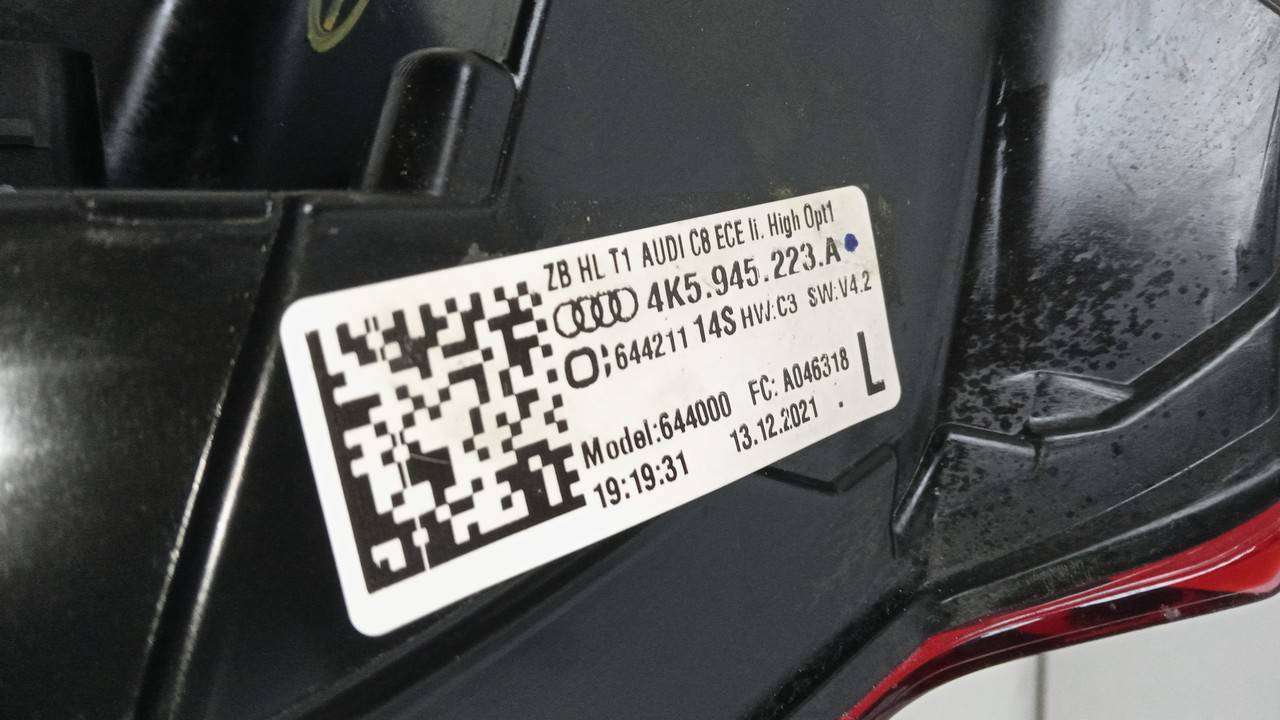 ZB HL T1 AUDI C8 ECE li. High Opt1
4K5.945.223.A
644211 14S HW:C3 SW:V4.2
Model:644000 FC: A046318 L
19:19:31 13.12.2021